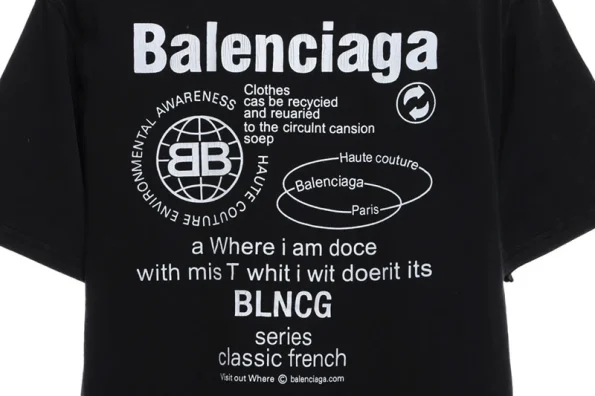 Balenciaga
ENVIRONMENTAL AWARENESS
HAUTE COUTURE
BB
Clothes
cas be recycied
and reuaried
to the circulnt cansion
soep
Haute couture
Balenciaga
Paris
a Where i am doce
with mis T whit i wit doerit its
BLNCG
series
classic french
Visit out Where © balenciaga.com